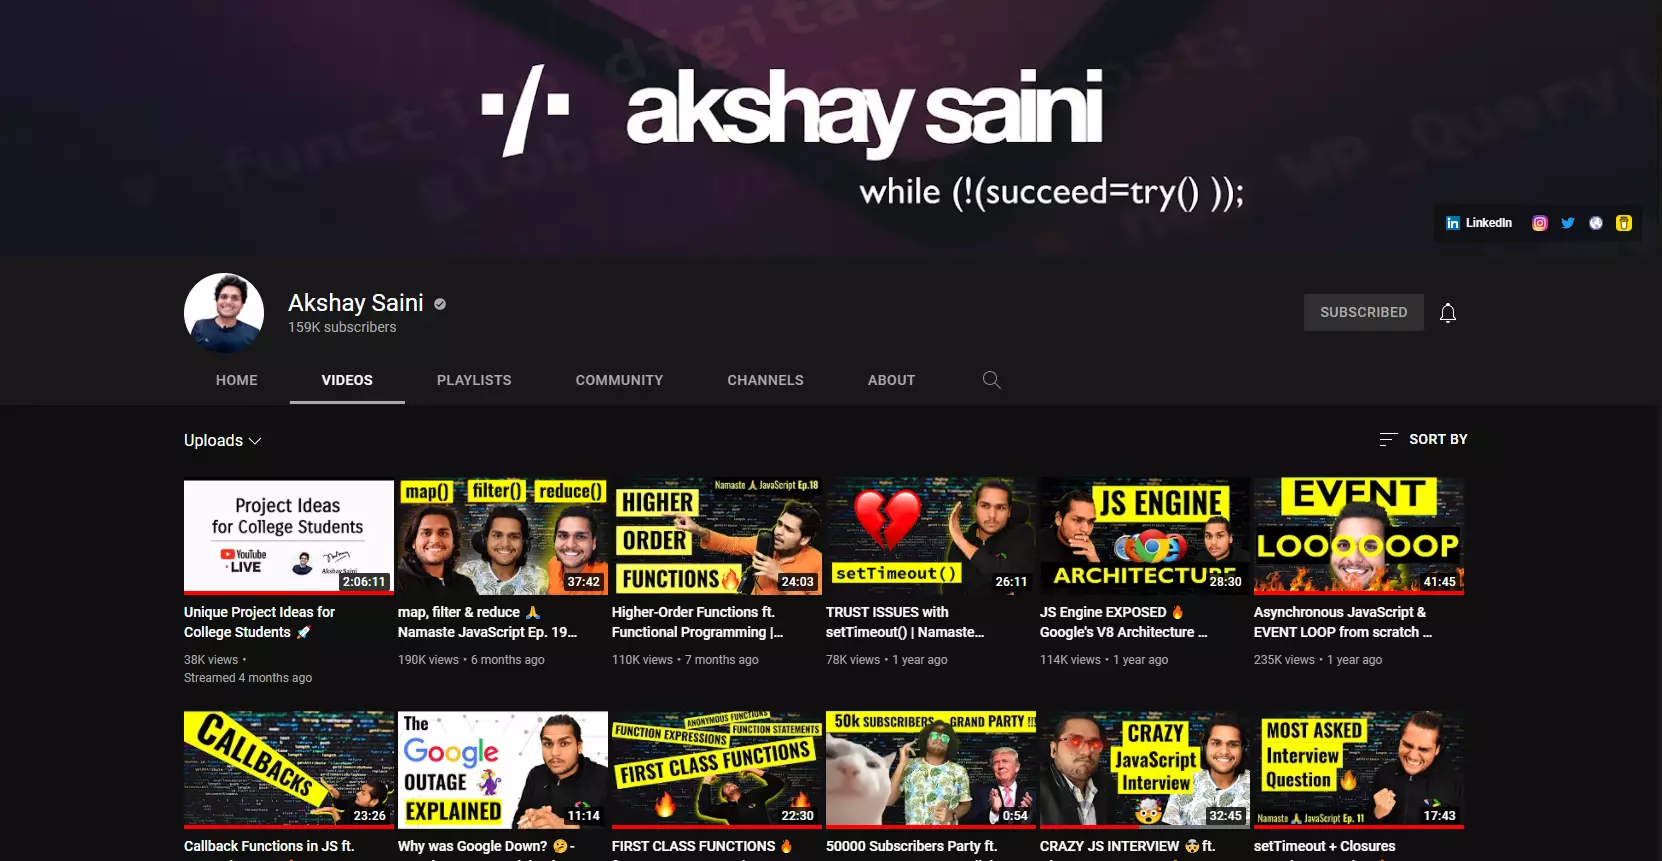 akshay saini
while (!(succeed=try() ));
LinkedIn
Akshay Saini
159K subscribers
SUBSCRIBED
HOME
VIDEOS
PLAYLISTS
COMMUNITY
CHANNELS
ABOUT
Uploads
SORT BY
Project Ideas
for College Students
YouTube
LIVE
Akshay Saini
2:06:11
map()
filter()
reduce()
37:42
Namaste 🙏 JavaScript Ep.18
HIGHER
ORDER
FUNCTIONS🔥
24:03
setTimeout()
26:11
JS ENGINE
ARCHITECTURE
28:30
EVENT
LOOOOOOP
41:45
Unique Project Ideas for
College Students 🚀
38K views •
Streamed 4 months ago
map, filter & reduce 🙏
Namaste JavaScript Ep. 19...
190K views • 6 months ago
Higher-Order Functions ft.
Functional Programming |...
110K views • 7 months ago
TRUST ISSUES with
setTimeout() | Namaste...
78K views • 1 year ago
JS Engine EXPOSED 🔥
Google's V8 Architecture ...
114K views • 1 year ago
Asynchronous JavaScript &
EVENT LOOP from scratch ...
235K views • 1 year ago
CALLBACKS
23:26
The
Google
OUTAGE
EXPLAINED
11:14
ANONYMOUS FUNCTIONS
FUNCTION EXPRESSIONS
FUNCTION STATEMENTS
FIRST CLASS FUNCTIONS
22:30
50k SUBSCRIBERS GRAND PARTY !!!
0:54
CRAZY
JavaScript
Interview
32:45
MOST ASKED
Interview
Question 🔥
Namaste 🙏 JavaScript Ep. 11
17:43
Callback Functions in JS ft.
Why was Google Down? 🤔-
FIRST CLASS FUNCTIONS 🔥
50000 Subscribers Party ft.
CRAZY JS INTERVIEW 🤯 ft.
setTimeout + Closures